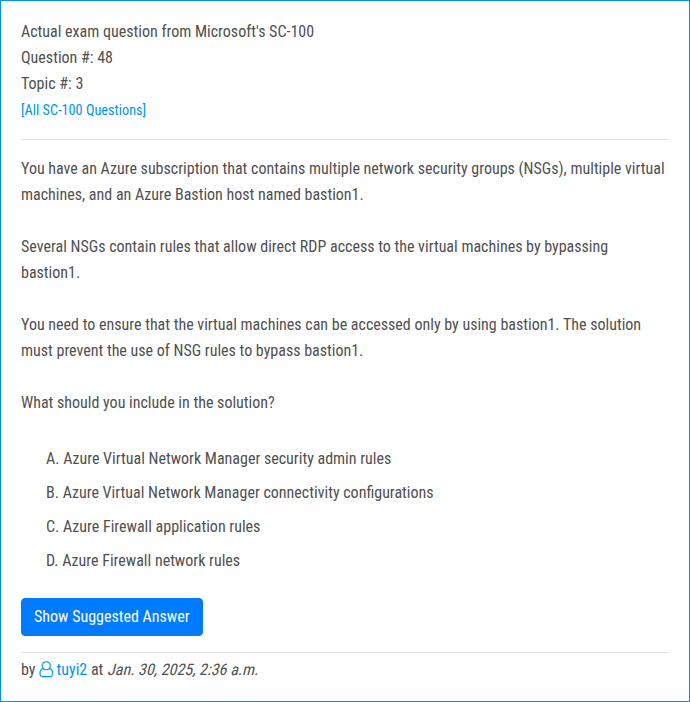 Actual exam question from Microsoft's SC-100
Question #: 48
Topic #: 3
[All SC-100 Questions]
You have an Azure subscription that contains multiple network security groups (NSGs), multiple virtual
machines, and an Azure Bastion host named bastion1.
Several NSGs contain rules that allow direct RDP access to the virtual machines by bypassing
bastion1.
You need to ensure that the virtual machines can be accessed only by using bastion1. The solution
must prevent the use of NSG rules to bypass bastion1.
What should you include in the solution?
A. Azure Virtual Network Manager security admin rules
B. Azure Virtual Network Manager connectivity configurations
C. Azure Firewall application rules
D. Azure Firewall network rules
Show Suggested Answer
by tuyi2 at Jan. 30, 2025, 2:36 a.m.